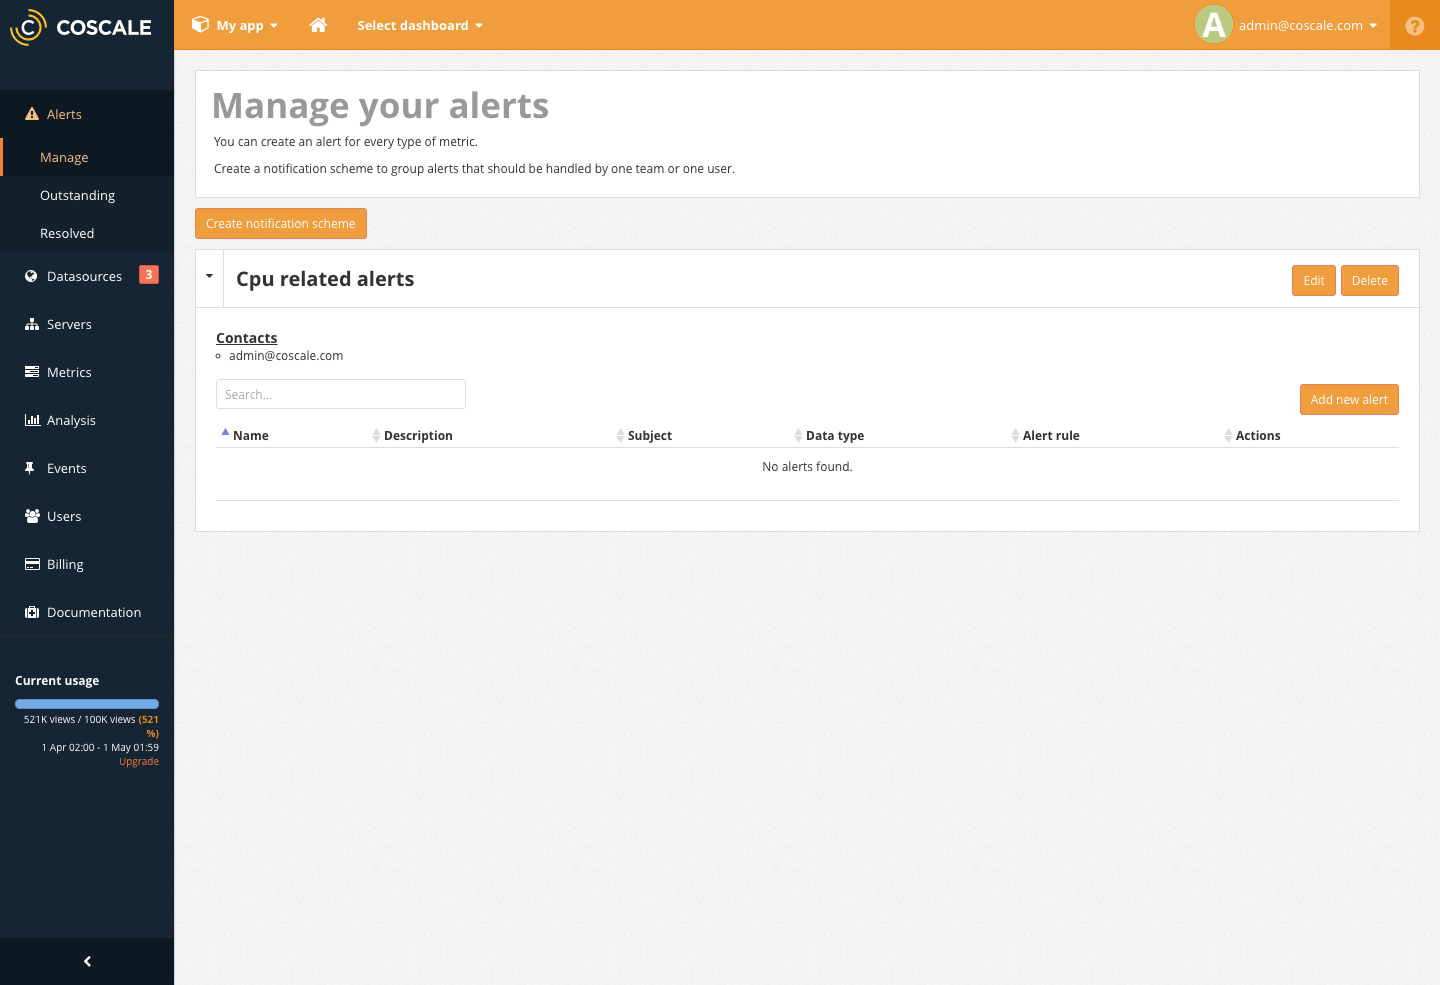 COSCALE
My app
Select dashboard
A
admin@coscale.com
?
Alerts
Manage
Outstanding
Resolved
Datasources 3
Servers
Metrics
Analysis
Events
Users
Billing
Documentation
Current usage
521K views / 100K views (521
%)
1 Apr 02:00 - 1 May 01:59
Upgrade
Manage your alerts
You can create an alert for every type of metric.
Create a notification scheme to group alerts that should be handled by one team or one user.
Create notification scheme
Cpu related alerts
Edit
Delete
Contacts
admin@coscale.com
Search...
Add new alert
Name Description Subject Data type Alert rule Actions
No alerts found.